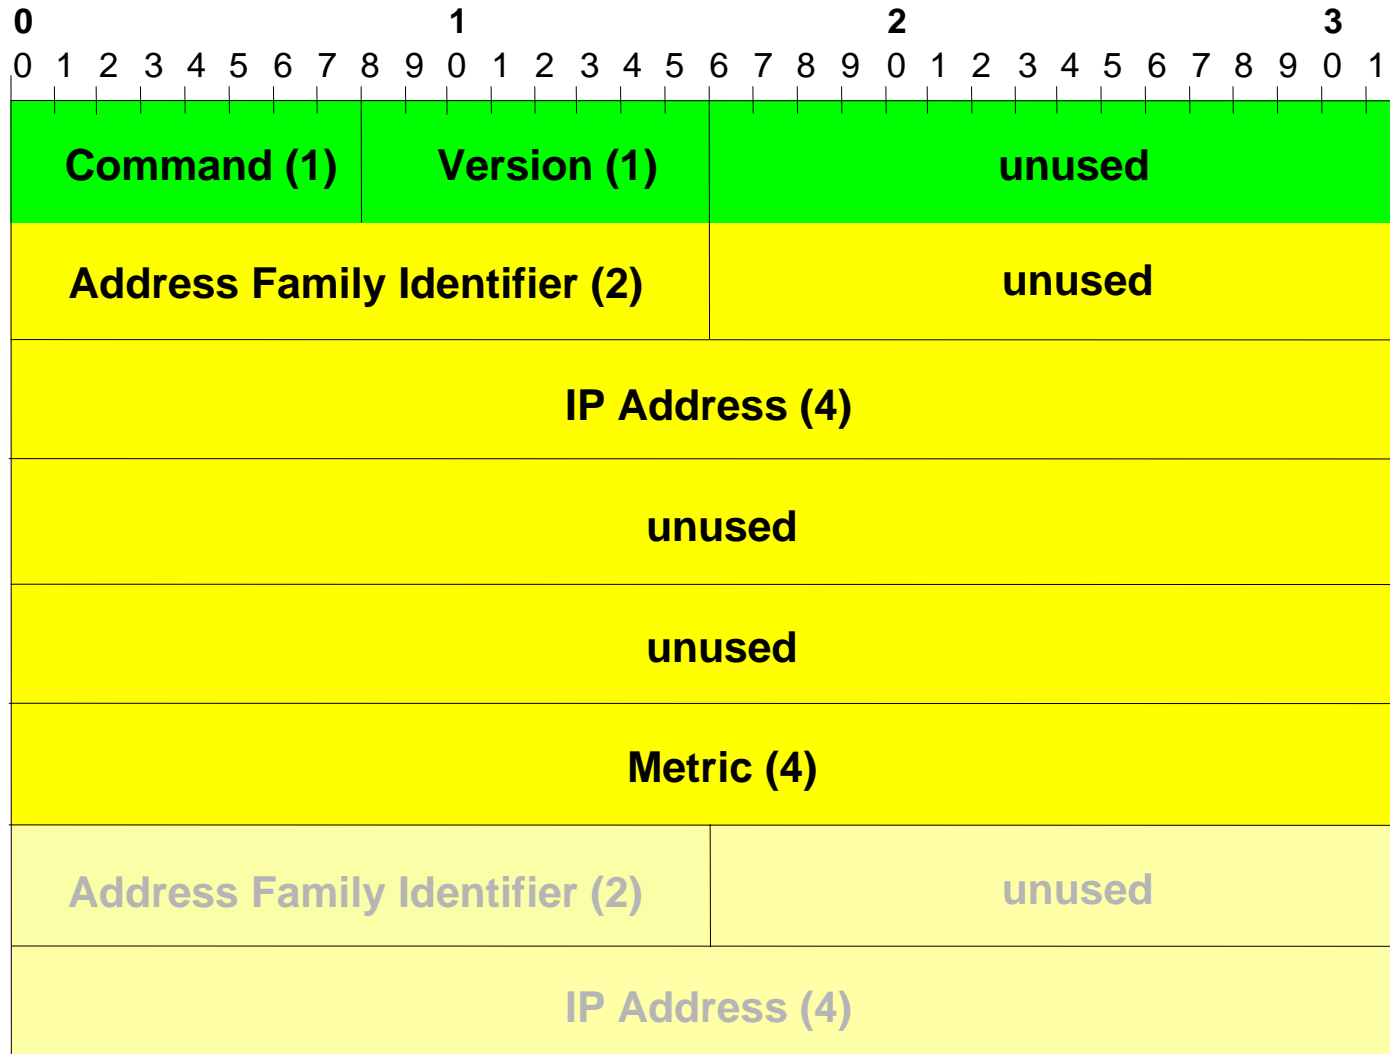 0 1 2 3
0 1 2 3 4 5 6 7 8 9 0 1 2 3 4 5 6 7 8 9 0 1 2 3 4 5 6 7 8 9 0 1
Command (1) Version (1) unused
Address Family Identifier (2) unused
IP Address (4)
unused
unused
Metric (4)
Address Family Identifier (2) unused
IP Address (4)